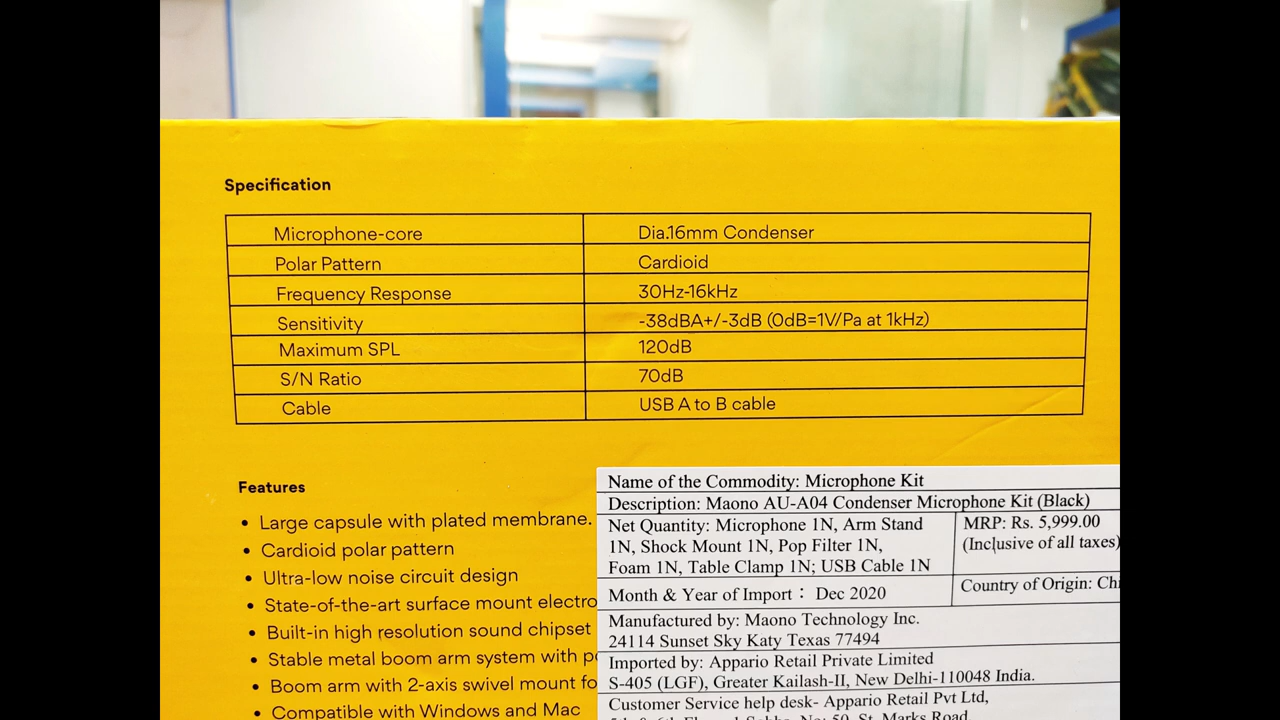 Specification
Microphone-core Dia.16mm Condenser
Polar Pattern Cardioid
Frequency Response 30Hz-16kHz
Sensitivity -38dBA+/-3dB (0dB=1V/Pa at 1kHz)
Maximum SPL 120dB
S/N Ratio 70dB
Cable USB A to B cable
Features
• Large capsule with plated membrane.
• Cardioid polar pattern
• Ultra-low noise circuit design
• State-of-the-art surface mount electro
• Built-in high resolution sound chipset
• Stable metal boom arm system with
• Boom arm with 2-axis swivel mount fo
• Compatible with Windows and Mac
Name of the Commodity: Microphone Kit
Description: Maono AU-A04 Condenser Microphone Kit (Black)
Net Quantity: Microphone 1N, Arm Stand
1N, Shock Mount 1N, Pop Filter 1N,
Foam 1N, Table Clamp 1N; USB Cable 1N
MRP: Rs. 5,999.00
(Inclusive of all taxes)
Month & Year of Import : Dec 2020
Country of Origin: Chi
Manufactured by: Maono Technology Inc.
24114 Sunset Sky Katy Texas 77494
Imported by: Appario Retail Private Limited
S-405 (LGF), Greater Kailash-II, New Delhi-110048 India.
Customer Service help desk- Appario Retail Pvt Ltd,
No: 50, St. Marks Road